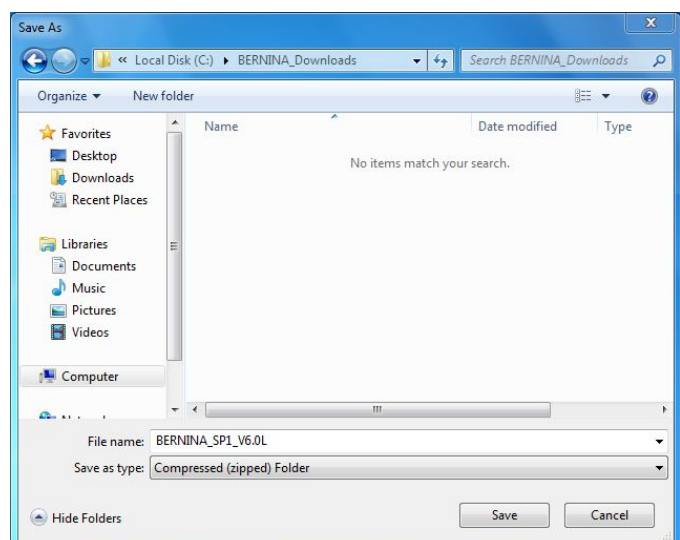 Save As
« Local Disk (C:) ▸ BERNINA_Downloads
Search BERNINA_Downloads
Organize
New folder
Name
Date modified
Type
No items match your search.
Favorites
Desktop
Downloads
Recent Places
Libraries
Documents
Music
Pictures
Videos
Computer
File name: BERNINA_SP1_V6.0L
Save as type: Compressed (zipped) Folder
Hide Folders
Save
Cancel